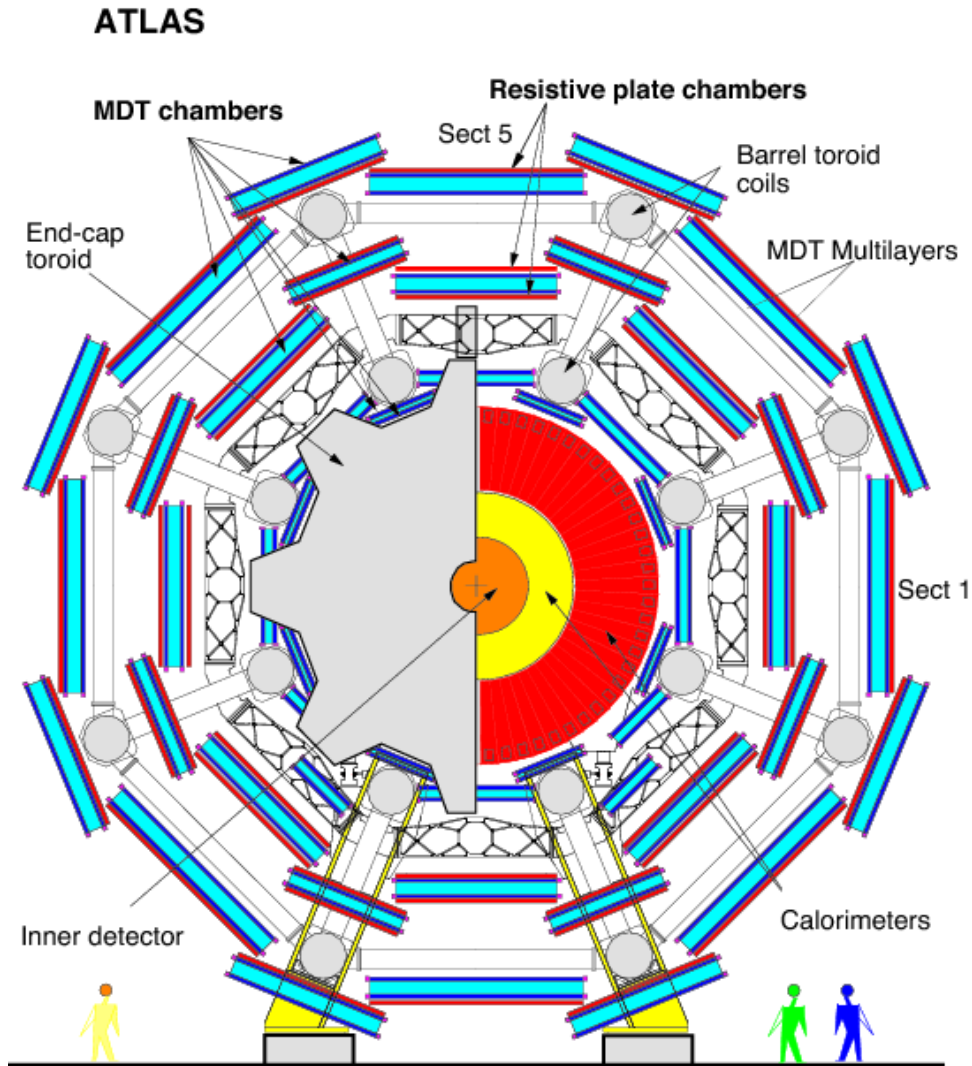 ATLAS
Resistive plate chambers
MDT chambers
Sect 5
Barrel toroid
coils
End-cap
toroid
MDT Multilayers
Sect 1
Calorimeters
Inner detector